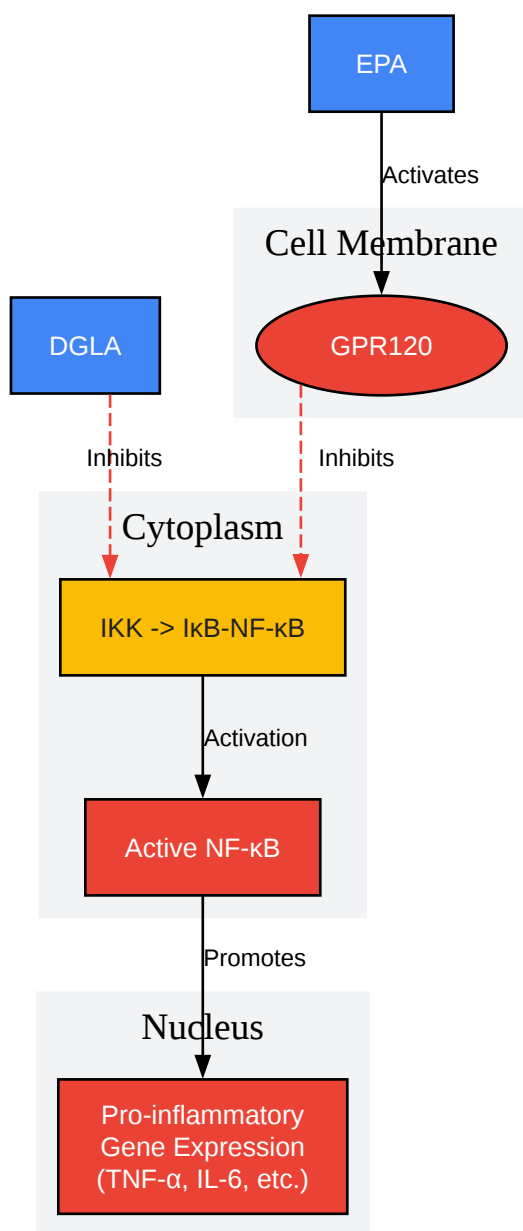 EPA
Activates
Cell Membrane
DGLA
GPR120
Inhibits
Inhibits
Cytoplasm
IKK -> IκB-NF-κB
Activation
Active NF-κB
Promotes
Nucleus
Pro-inflammatory
Gene Expression
(TNF-α, IL-6, etc.)